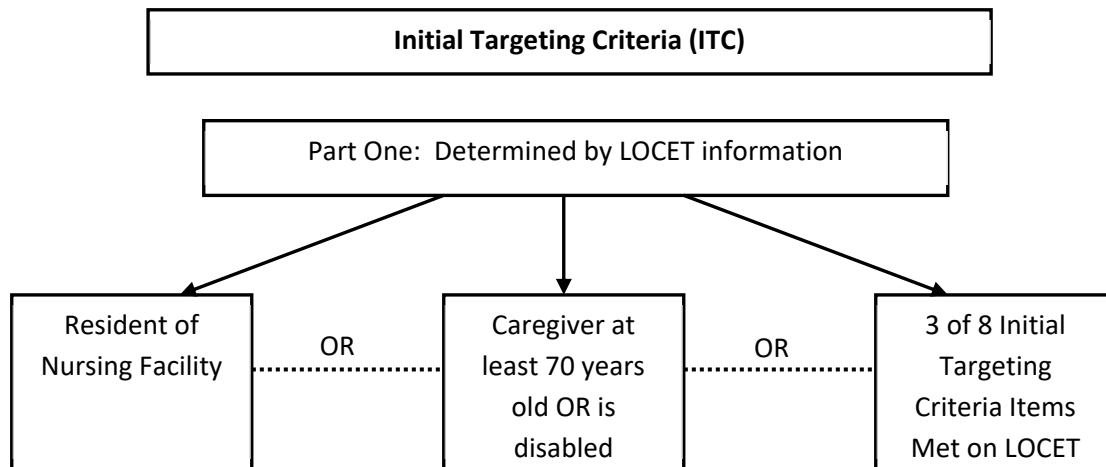 Initial Targeting Criteria (ITC)
Part One: Determined by LOCET information
Resident of
Nursing Facility
OR
Caregiver at
least 70 years
old OR is
disabled
OR
3 of 8 Initial
Targeting
Criteria Items
Met on LOCET